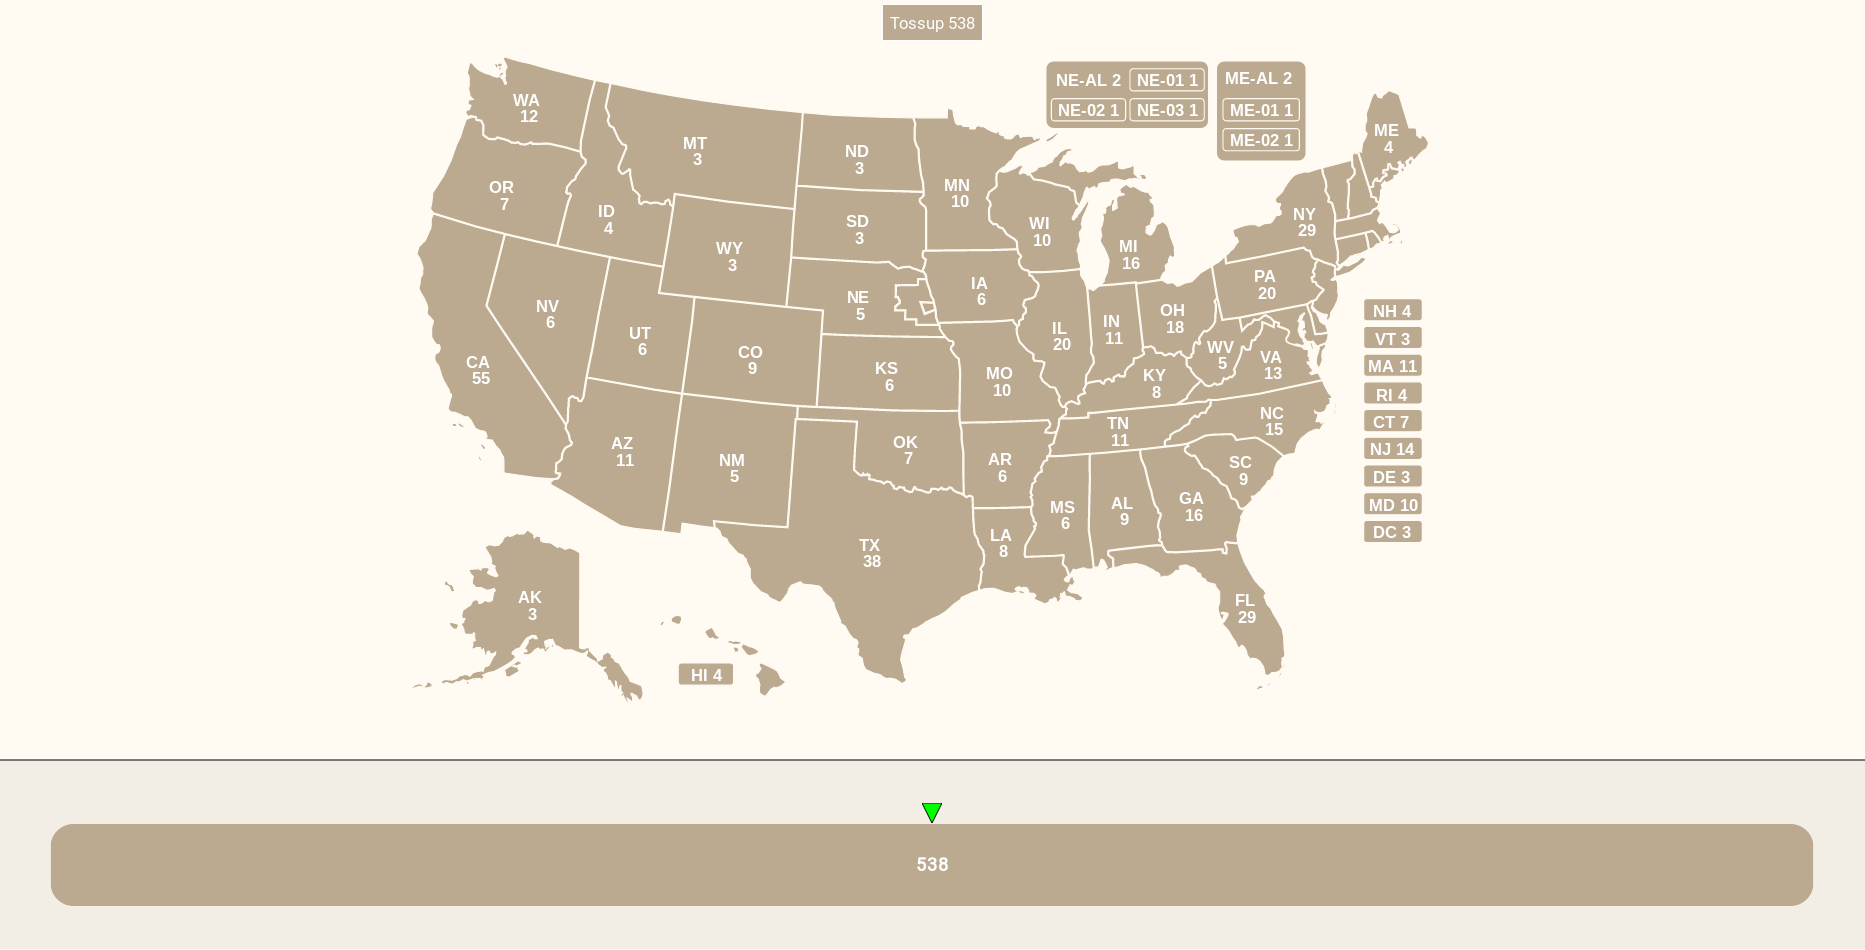 Tossup 538
NE-AL 2 NE-01 1
NE-02 1 NE-03 1
ME-AL 2
ME-01 1
ME-02 1
WA
12
OR
7
CA
55
NV
6
ID
4
MT
3
WY
3
UT
6
CO
9
AZ
11
NM
5
ND
3
SD
3
NE
5
KS
6
OK
7
TX
38
MN
10
IA
6
MO
10
AR
6
LA
8
WI
10
IL
20
MI
16
IN
11
OH
18
KY
8
TN
11
MS
6
AL
9
GA
16
FL
29
SC
9
NC
15
VA
13
WV
5
PA
20
NY
29
ME
4
NH 4
VT 3
MA 11
RI 4
CT 7
NJ 14
DE 3
MD 10
DC 3
AK
3
HI 4
538